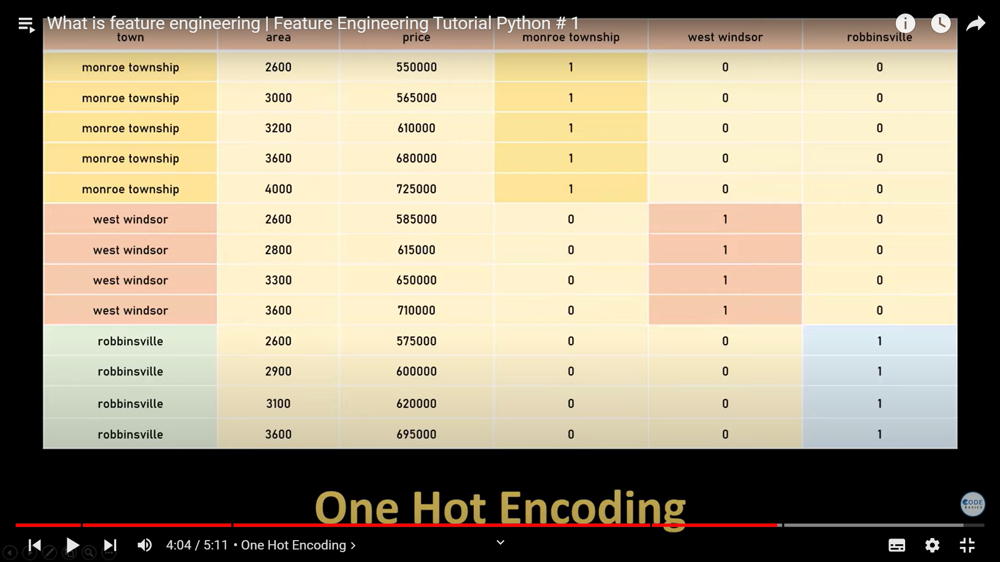 What is feature engineering | Feature Engineering Tutorial Python # 1
town area price monroe township west windsor robbinsville
monroe township 2600 550000 1 0 0
monroe township 3000 565000 1 0 0
monroe township 3200 610000 1 0 0
monroe township 3600 680000 1 0 0
monroe township 4000 725000 1 0 0
west windsor 2600 585000 0 1 0
west windsor 2800 615000 0 1 0
west windsor 3300 650000 0 1 0
west windsor 3600 710000 0 1 0
robbinsville 2600 575000 0 0 1
robbinsville 2900 600000 0 0 1
robbinsville 3100 620000 0 0 1
robbinsville 3600 695000 0 0 1
One Hot Encoding
CODE
BASICS
4:04 / 5:11 • One Hot Encoding